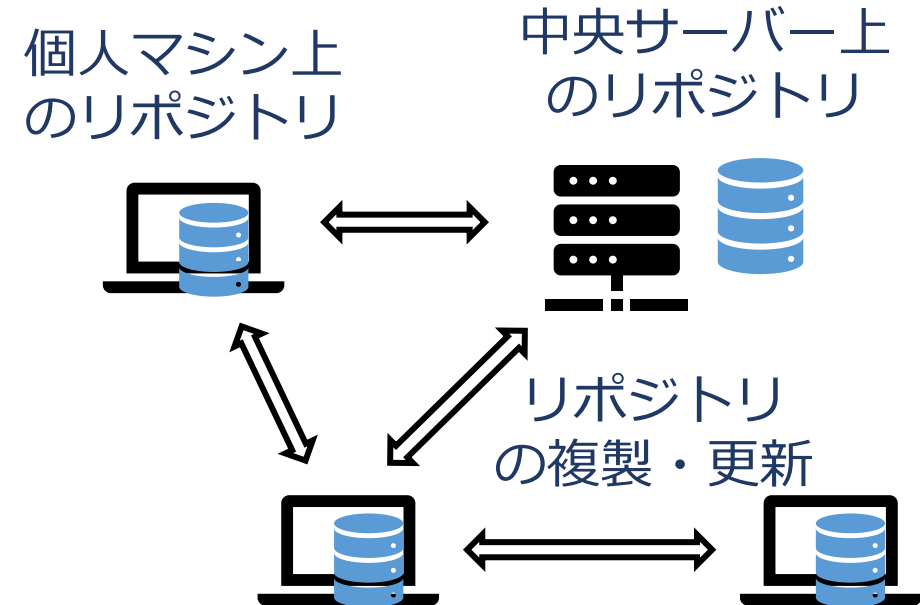 個人マシン上
のリポジトリ
中央サーバー上
のリポジトリ
リポジトリ
の複製・更新